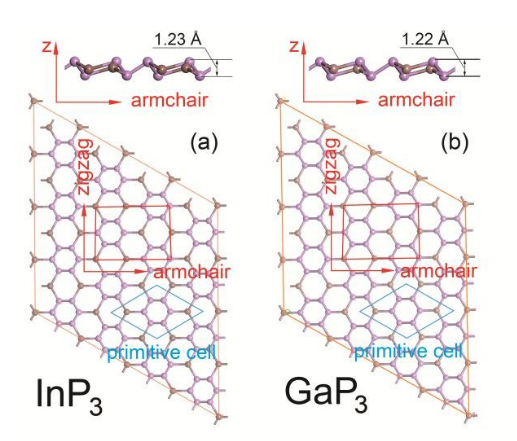 1.23 Å
z
armchair
(a)
zigzag
armchair
primitive cell
InP3
1.22 Å
z
armchair
(b)
zigzag
armchair
primitive cell
GaP3